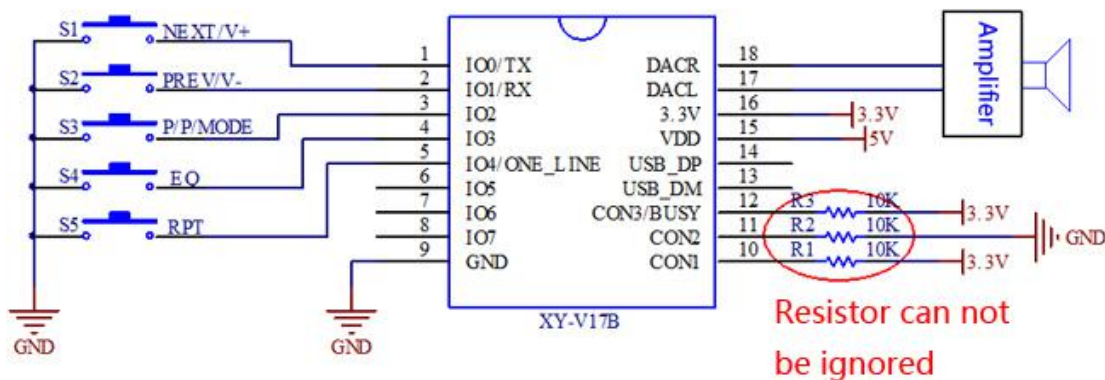 S1 NEXT/V+
S2 PREV/V-
S3 P/P/MODE
S4 EQ
S5 RPT
GND
GND
1 IO0/TX DACR 18
2 IO1/RX DACL 17
3 IO2 3.3V 16 3.3V
4 IO3 VDD 15 5V
5 IO4/ONE_LINE USB_DP 14
6 IO5 USB_DM 13
7 IO6 CON3/BUSY 12 R3 10K 3.3V
8 IO7 CON2 11 R2 10K GND
9 GND CON1 10 R1 10K 3.3V
XY-V17B
Amplifier
Resistor can not
be ignored